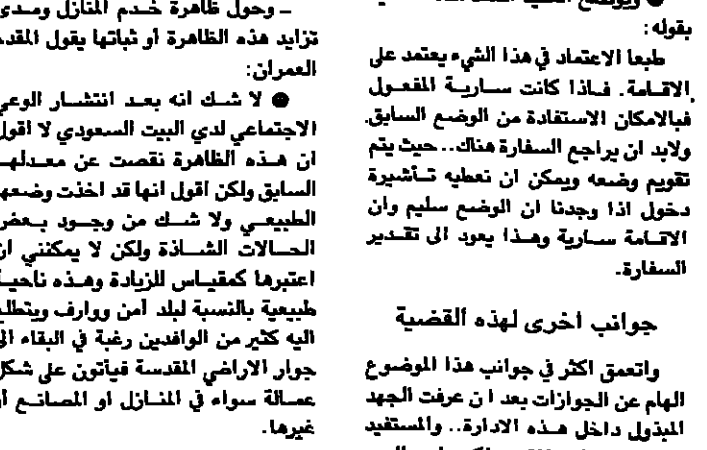 بقوله:
طبعا الاعتماد في هذا الشيء يعتمد على
الاقامة. فاذا كانت سارية المفعول
فبالامكان الاستفادة من الوضع السابق.
ولابد ان يراجع السفارة هناك.. حيث يتم
تقويم وضعه ويمكن ان نعطيه تأشيرة
دخول اذا وجدنا ان الوضع سليم وان
الاقامة سارية وهذا يعود الى تقدير
السفارة.
جوانب اخرى لهذه القضية
واتعمق اكثر في جوانب هذا الموضوع
الهام عن الجوازات بعد ان عرفت الجهد
المبذول داخل هذه الادارة.. والمستفيد
ـ وحول ظاهرة خدم المنازل ومدى
تزايد هذه الظاهرة أو ثباتها يقول
العمران:
● لا شك انه بعد انتشار الوعي
الاجتماعي لدي البيت السعودي لا اقول
ان هذه الظاهرة نقصت عن معدلها
السابق ولكن اقول انها قد اخذت وضعها
الطبيعي ولا شك من وجود بعض
الحالات الشاذة ولكن لا يمكنني ان
اعتبرها كمقياس للزيادة وهذه ناحية
طبيعية بالنسبة لبلد آمن ووارف
اليه كثير من الوافدين رغبة في البقاء الى
جوار الاراضي المقدسة فيأتون على شكل
عمالة سواء في المنازل او المصانع أو
غيرها.